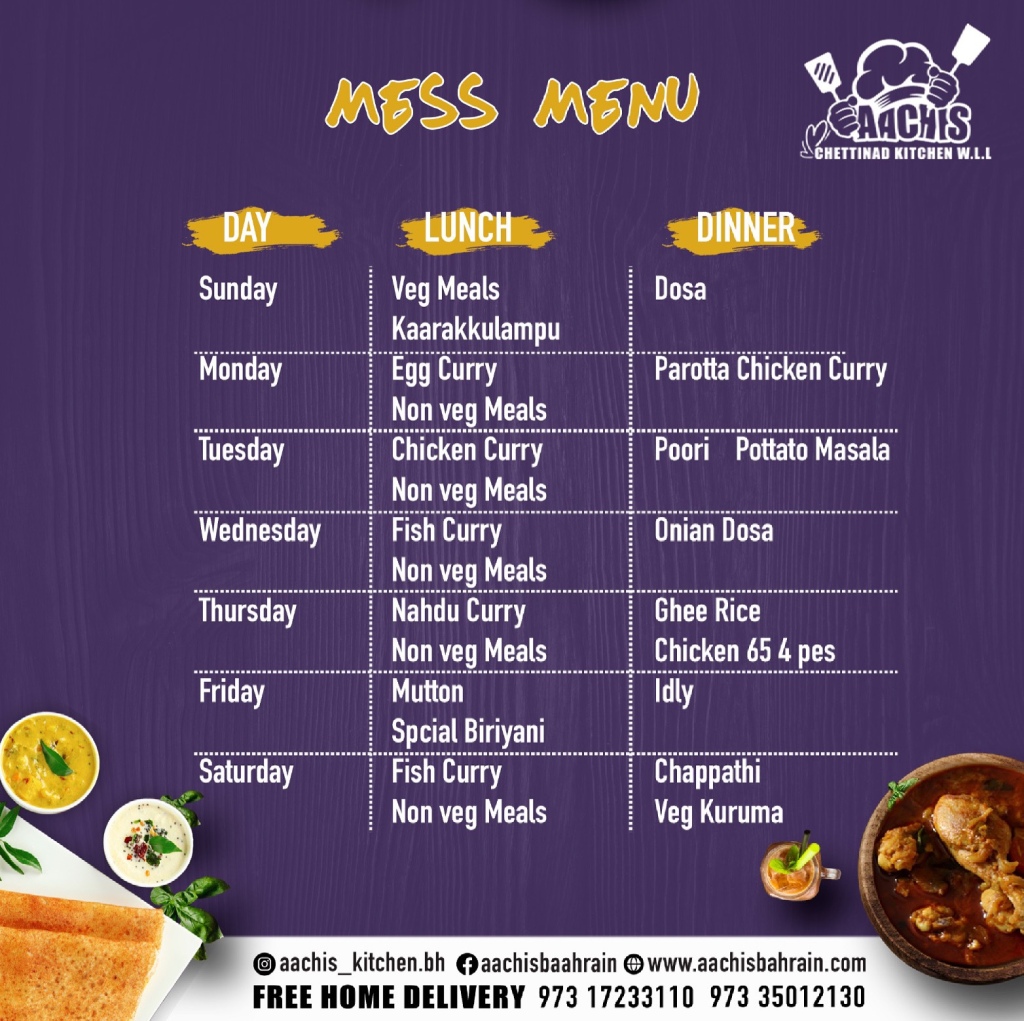 MESS MENU
AACHIS
CHETTINAD KITCHEN W.L.L
DAY LUNCH DINNER
Sunday Veg Meals Dosa
Kaarakkulampu
Monday Egg Curry Parotta Chicken Curry
Non veg Meals
Tuesday Chicken Curry Poori Pottato Masala
Non veg Meals
Wednesday Fish Curry Onian Dosa
Non veg Meals
Thursday Nahdu Curry Ghee Rice
Non veg Meals Chicken 65 4 pes
Friday Mutton Idly
Spcial Biriyani
Saturday Fish Curry Chappathi
Non veg Meals Veg Kuruma
aachis_kitchen.bh aachisbaahrain www.aachisbahrain.com
FREE HOME DELIVERY 973 17233110 973 35012130